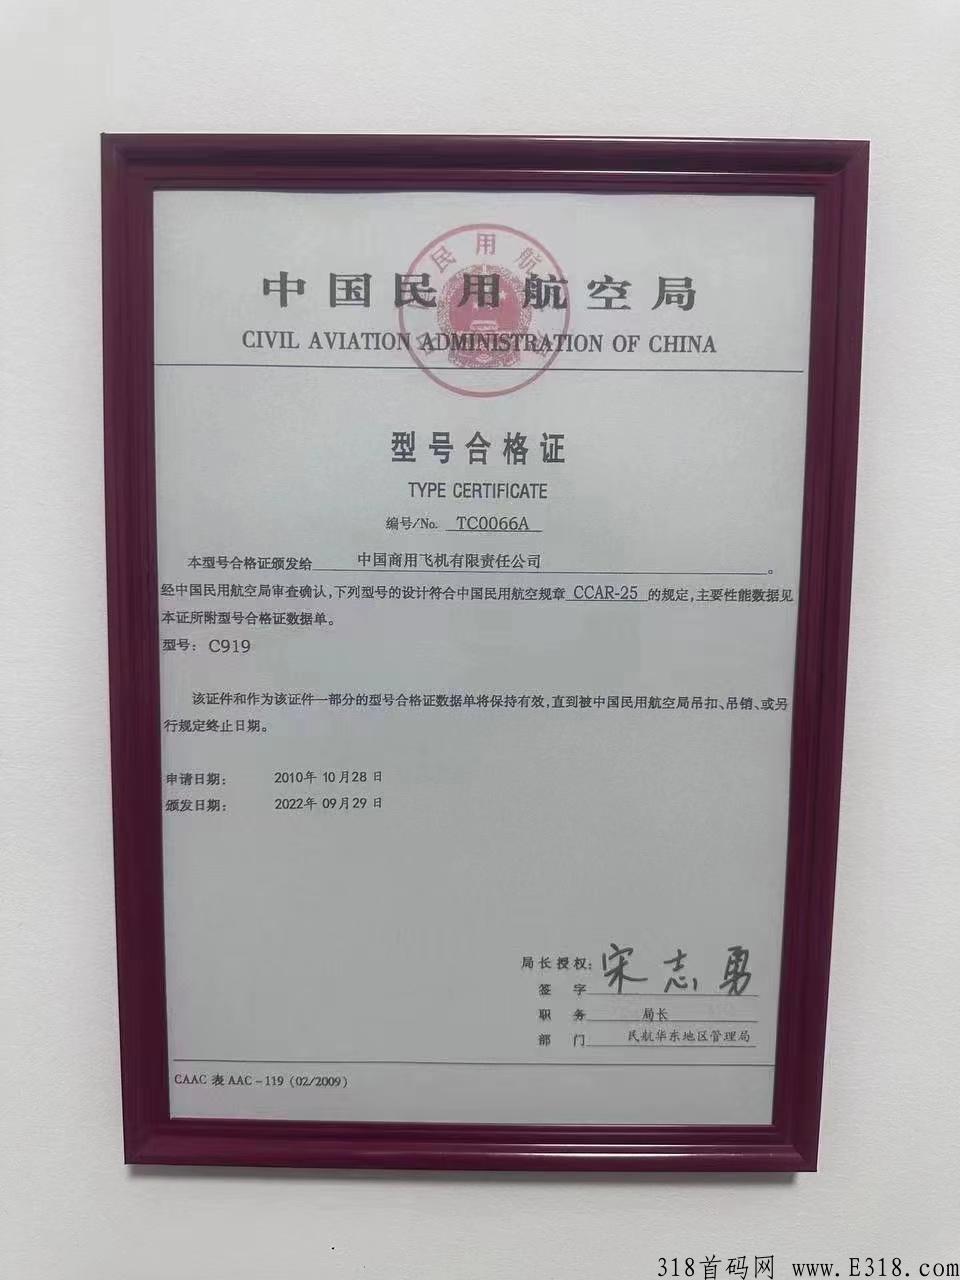 中国民用航空局
CIVIL AVIATION ADMINISTRATION OF CHINA
型号合格证
TYPE CERTIFICATE
编号/No. TC0066A
本型号合格证颁发给 中国商用飞机有限责任公司 。
经中国民用航空局审查确认,下列型号的设计符合中国民用航空规章 CCAR-25 的规定,主要性能数据见
本证所附型号合格证数据单。
型号: C919
该证件和作为该证件一部分的型号合格证数据单将保持有效,直到被中国民用航空局吊扣、吊销、或另
行规定终止日期。
申请日期: 2010年 10月28日
颁发日期: 2022年 09月29日
局长授权:
签 字 宋志勇
职 务 局长
部 门 民航华东地区管理局
CAAC 表 AAC-119 (02/2009)
318首码网 www.E318.com